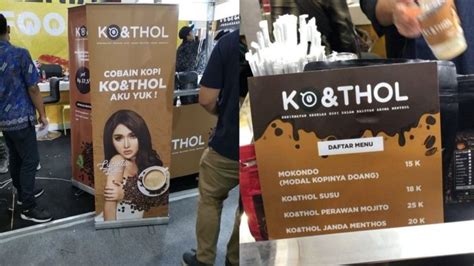 KO&THOL
COBAIN KOPI
KO&THOL
AKU YUK !
KO&THOL
KO&THOL
DAFTAR MENU
MOKONDO
(MODAL KOPINYA DOANG)
15 K
KO&THOL SUSU
18 K
KO&THOL PERAWAN MOJITO
25 K
KO&THOL JANDA MENTHOS
20 K